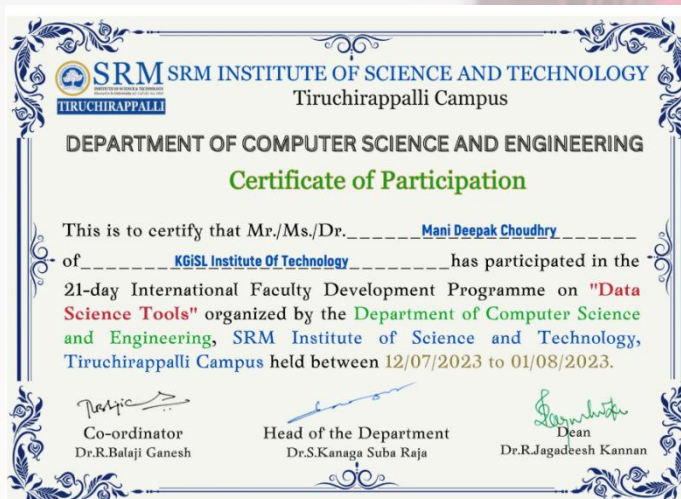 SRM SRM INSTITUTE OF SCIENCE AND TECHNOLOGY
TIRUCHIRAPPALLI
Tiruchirappalli Campus
DEPARTMENT OF COMPUTER SCIENCE AND ENGINEERING
Certificate of Participation
This is to certify that Mr./Ms./Dr.______Mani Deepak Choudhry______
of________KGiSL Institute Of Technology________has participated in the
21-day International Faculty Development Programme on "Data
Science Tools" organized by the Department of Computer Science
and Engineering, SRM Institute of Science and Technology,
Tiruchirappalli Campus held between 12/07/2023 to 01/08/2023.
Co-ordinator
Dr.R.Balaji Ganesh
Head of the Department
Dr.S.Kanaga Suba Raja
Dean
Dr.R.Jagadeesh Kannan